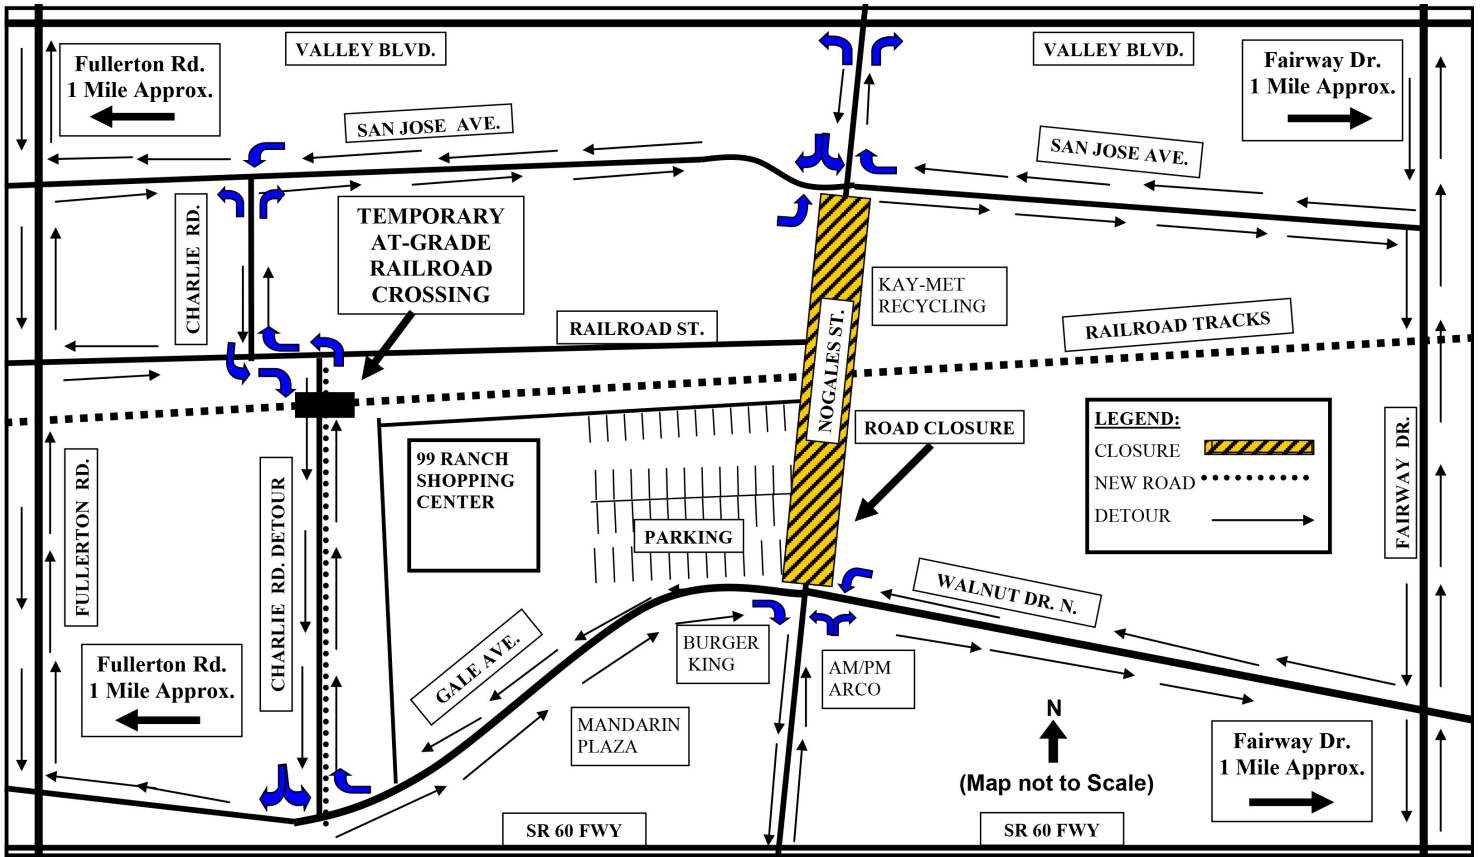 VALLEY BLVD.
VALLEY BLVD.
Fullerton Rd.
1 Mile Approx.
Fairway Dr.
1 Mile Approx.
SAN JOSE AVE.
SAN JOSE AVE.
CHARLIE RD.
TEMPORARY
AT-GRADE
RAILROAD
CROSSING
KAY-MET
RECYCLING
RAILROAD ST.
RAILROAD TRACKS
NOGALES ST.
ROAD CLOSURE
LEGEND:
CLOSURE
NEW ROAD
DETOUR
FULLERTON RD.
CHARLIE RD. DETOUR
99 RANCH
SHOPPING
CENTER
PARKING
FAIRWAY DR.
WALNUT DR. N.
GALE AVE.
BURGER
KING
AM/PM
ARCO
Fullerton Rd.
1 Mile Approx.
MANDARIN
PLAZA
N
(Map not to Scale)
Fairway Dr.
1 Mile Approx.
SR 60 FWY
SR 60 FWY